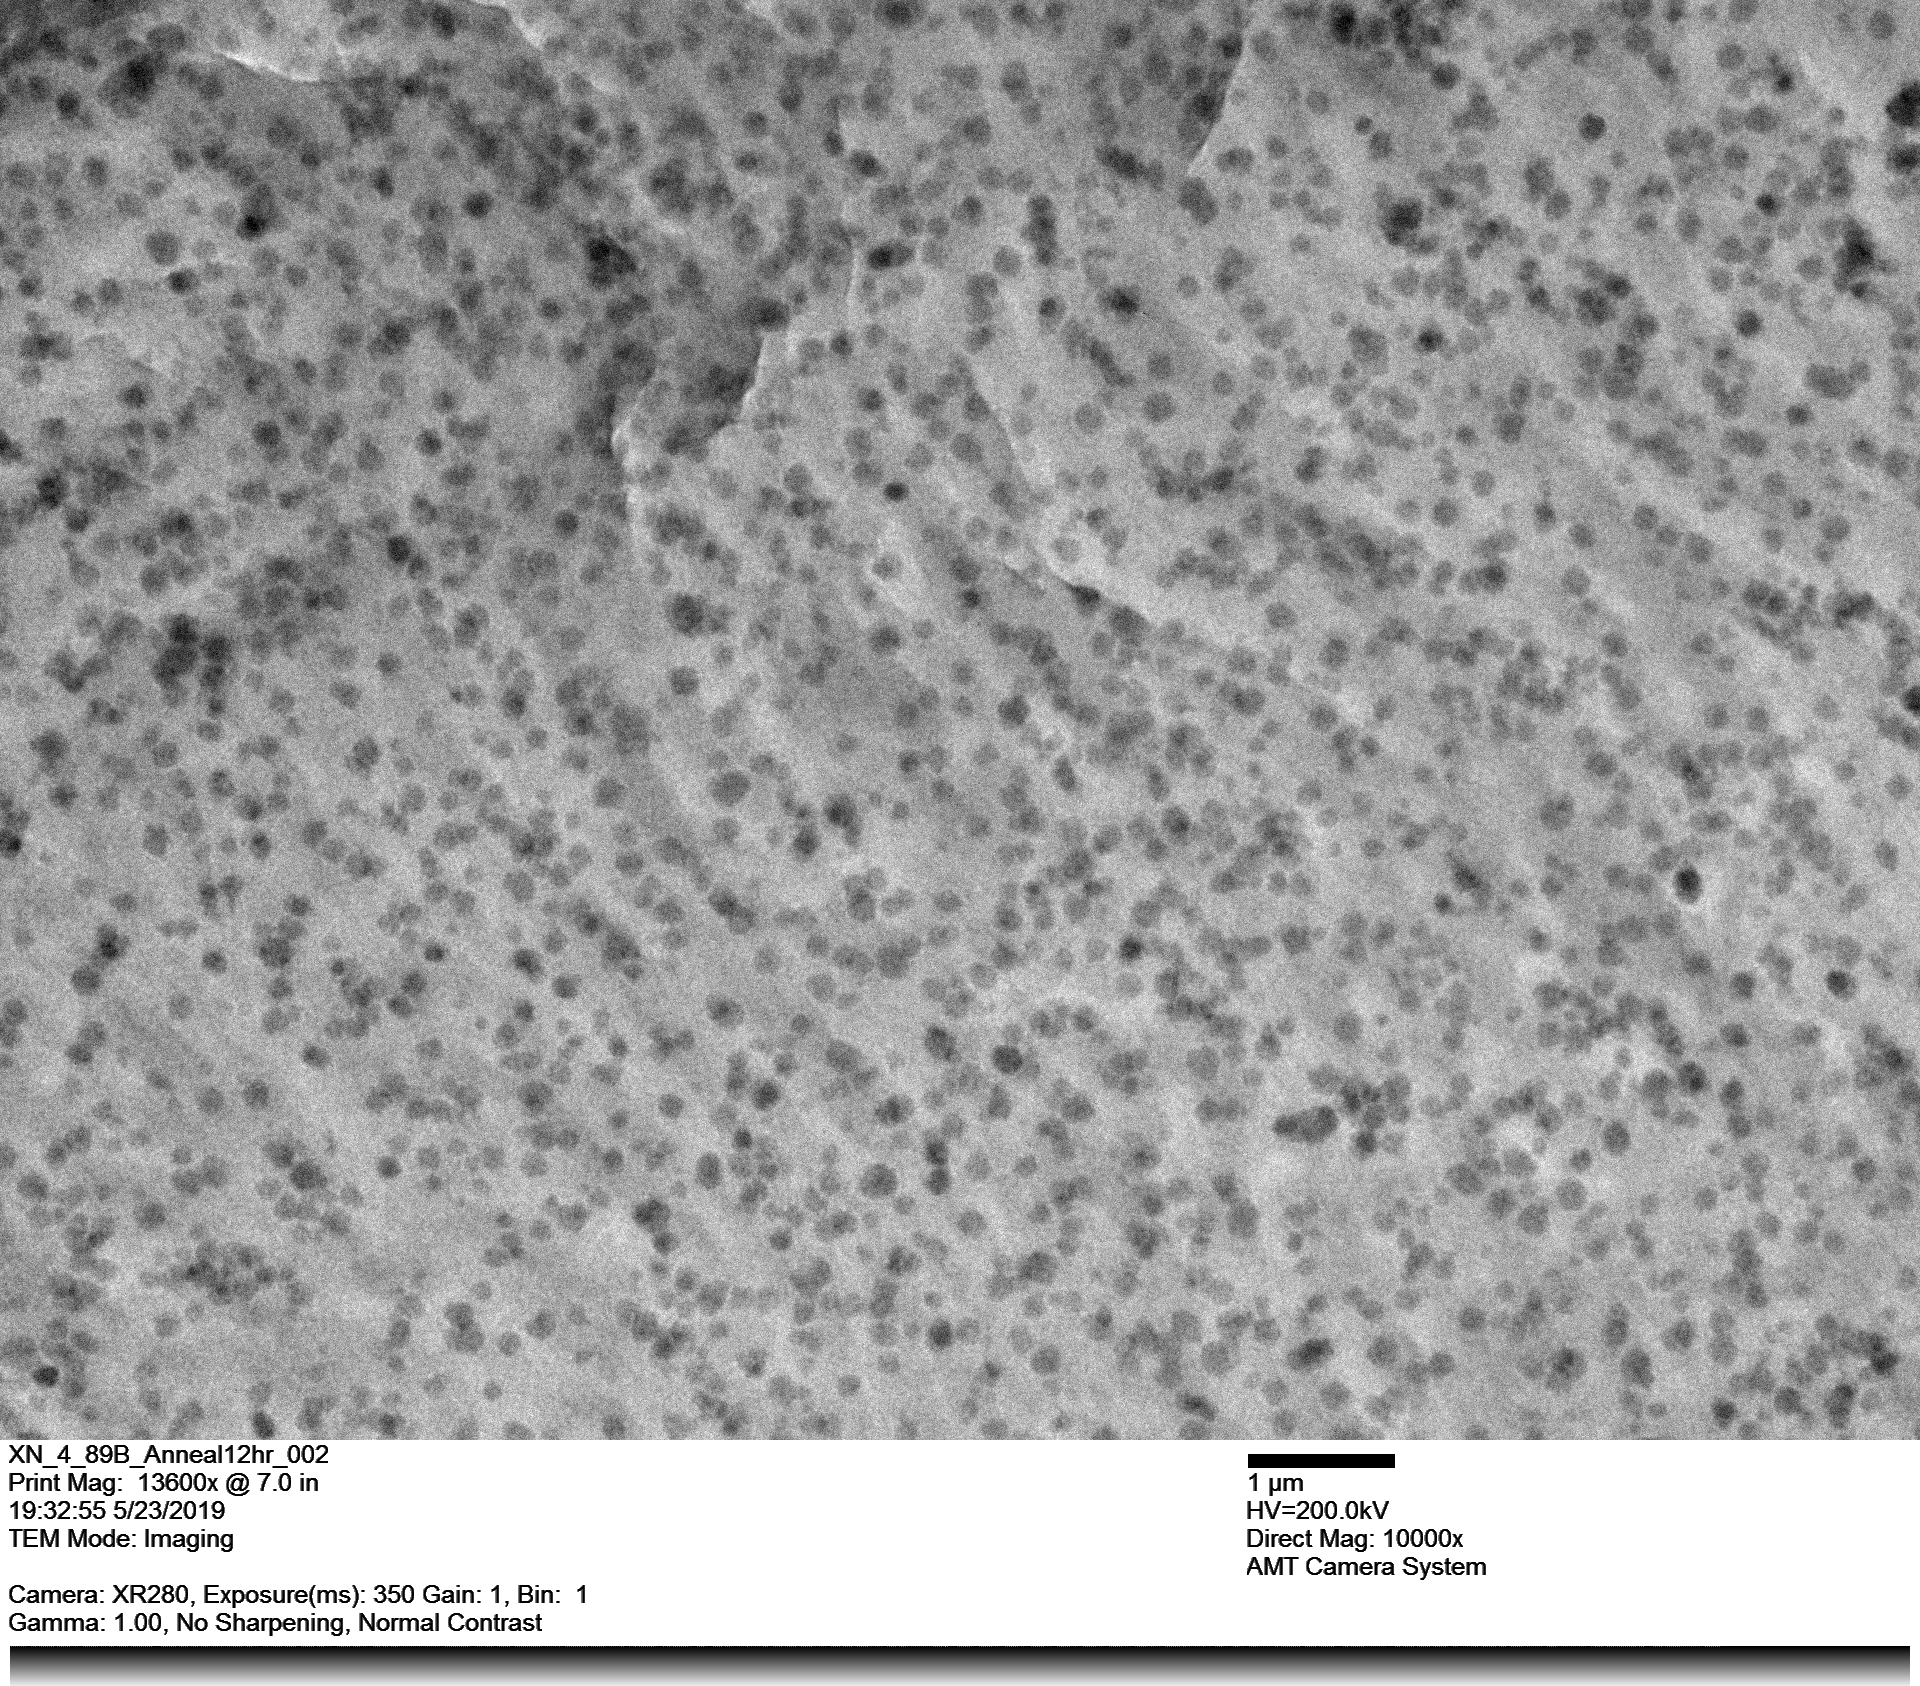 XN_4_89B_Anneal12hr_002
Print Mag:  13600x @ 7.0 in
19:32:55 5/23/2019
TEM Mode: Imaging
Camera: XR280, Exposure(ms): 350 Gain: 1, Bin:  1
Gamma: 1.00, No Sharpening, Normal Contrast
1 µm
HV=200.0kV
Direct Mag: 10000x
AMT Camera System